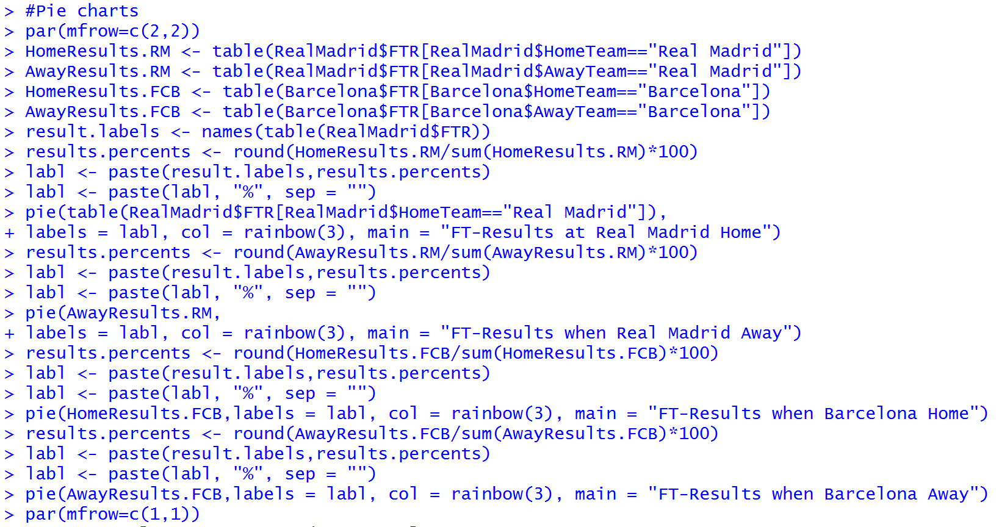 > #Pie charts
> par(mfrow=c(2,2))
> HomeResults.RM <- table(RealMadrid$FTR[RealMadrid$HomeTeam=="Real Madrid"])
> AwayResults.RM <- table(RealMadrid$FTR[RealMadrid$AwayTeam=="Real Madrid"])
> HomeResults.FCB <- table(Barcelona$FTR[Barcelona$HomeTeam=="Barcelona"])
> AwayResults.FCB <- table(Barcelona$FTR[Barcelona$AwayTeam=="Barcelona"])
> result.labels <- names(table(RealMadrid$FTR))
> results.percents <- round(HomeResults.RM/sum(HomeResults.RM)*100)
> labl <- paste(result.labels,results.percents)
> labl <- paste(labl, "%", sep = "")
> pie(table(RealMadrid$FTR[RealMadrid$HomeTeam=="Real Madrid"]),
+ labels = labl, col = rainbow(3), main = "FT-Results at Real Madrid Home")
> results.percents <- round(AwayResults.RM/sum(AwayResults.RM)*100)
> labl <- paste(result.labels,results.percents)
> labl <- paste(labl, "%", sep = "")
> pie(AwayResults.RM,
+ labels = labl, col = rainbow(3), main = "FT-Results when Real Madrid Away")
> results.percents <- round(HomeResults.FCB/sum(HomeResults.FCB)*100)
> labl <- paste(result.labels,results.percents)
> labl <- paste(labl, "%", sep = "")
> pie(HomeResults.FCB,labels = labl, col = rainbow(3), main = "FT-Results when Barcelona Home")
> results.percents <- round(AwayResults.FCB/sum(AwayResults.FCB)*100)
> labl <- paste(result.labels,results.percents)
> labl <- paste(labl, "%", sep = "")
> pie(AwayResults.FCB,labels = labl, col = rainbow(3), main = "FT-Results when Barcelona Away")
> par(mfrow=c(1,1))